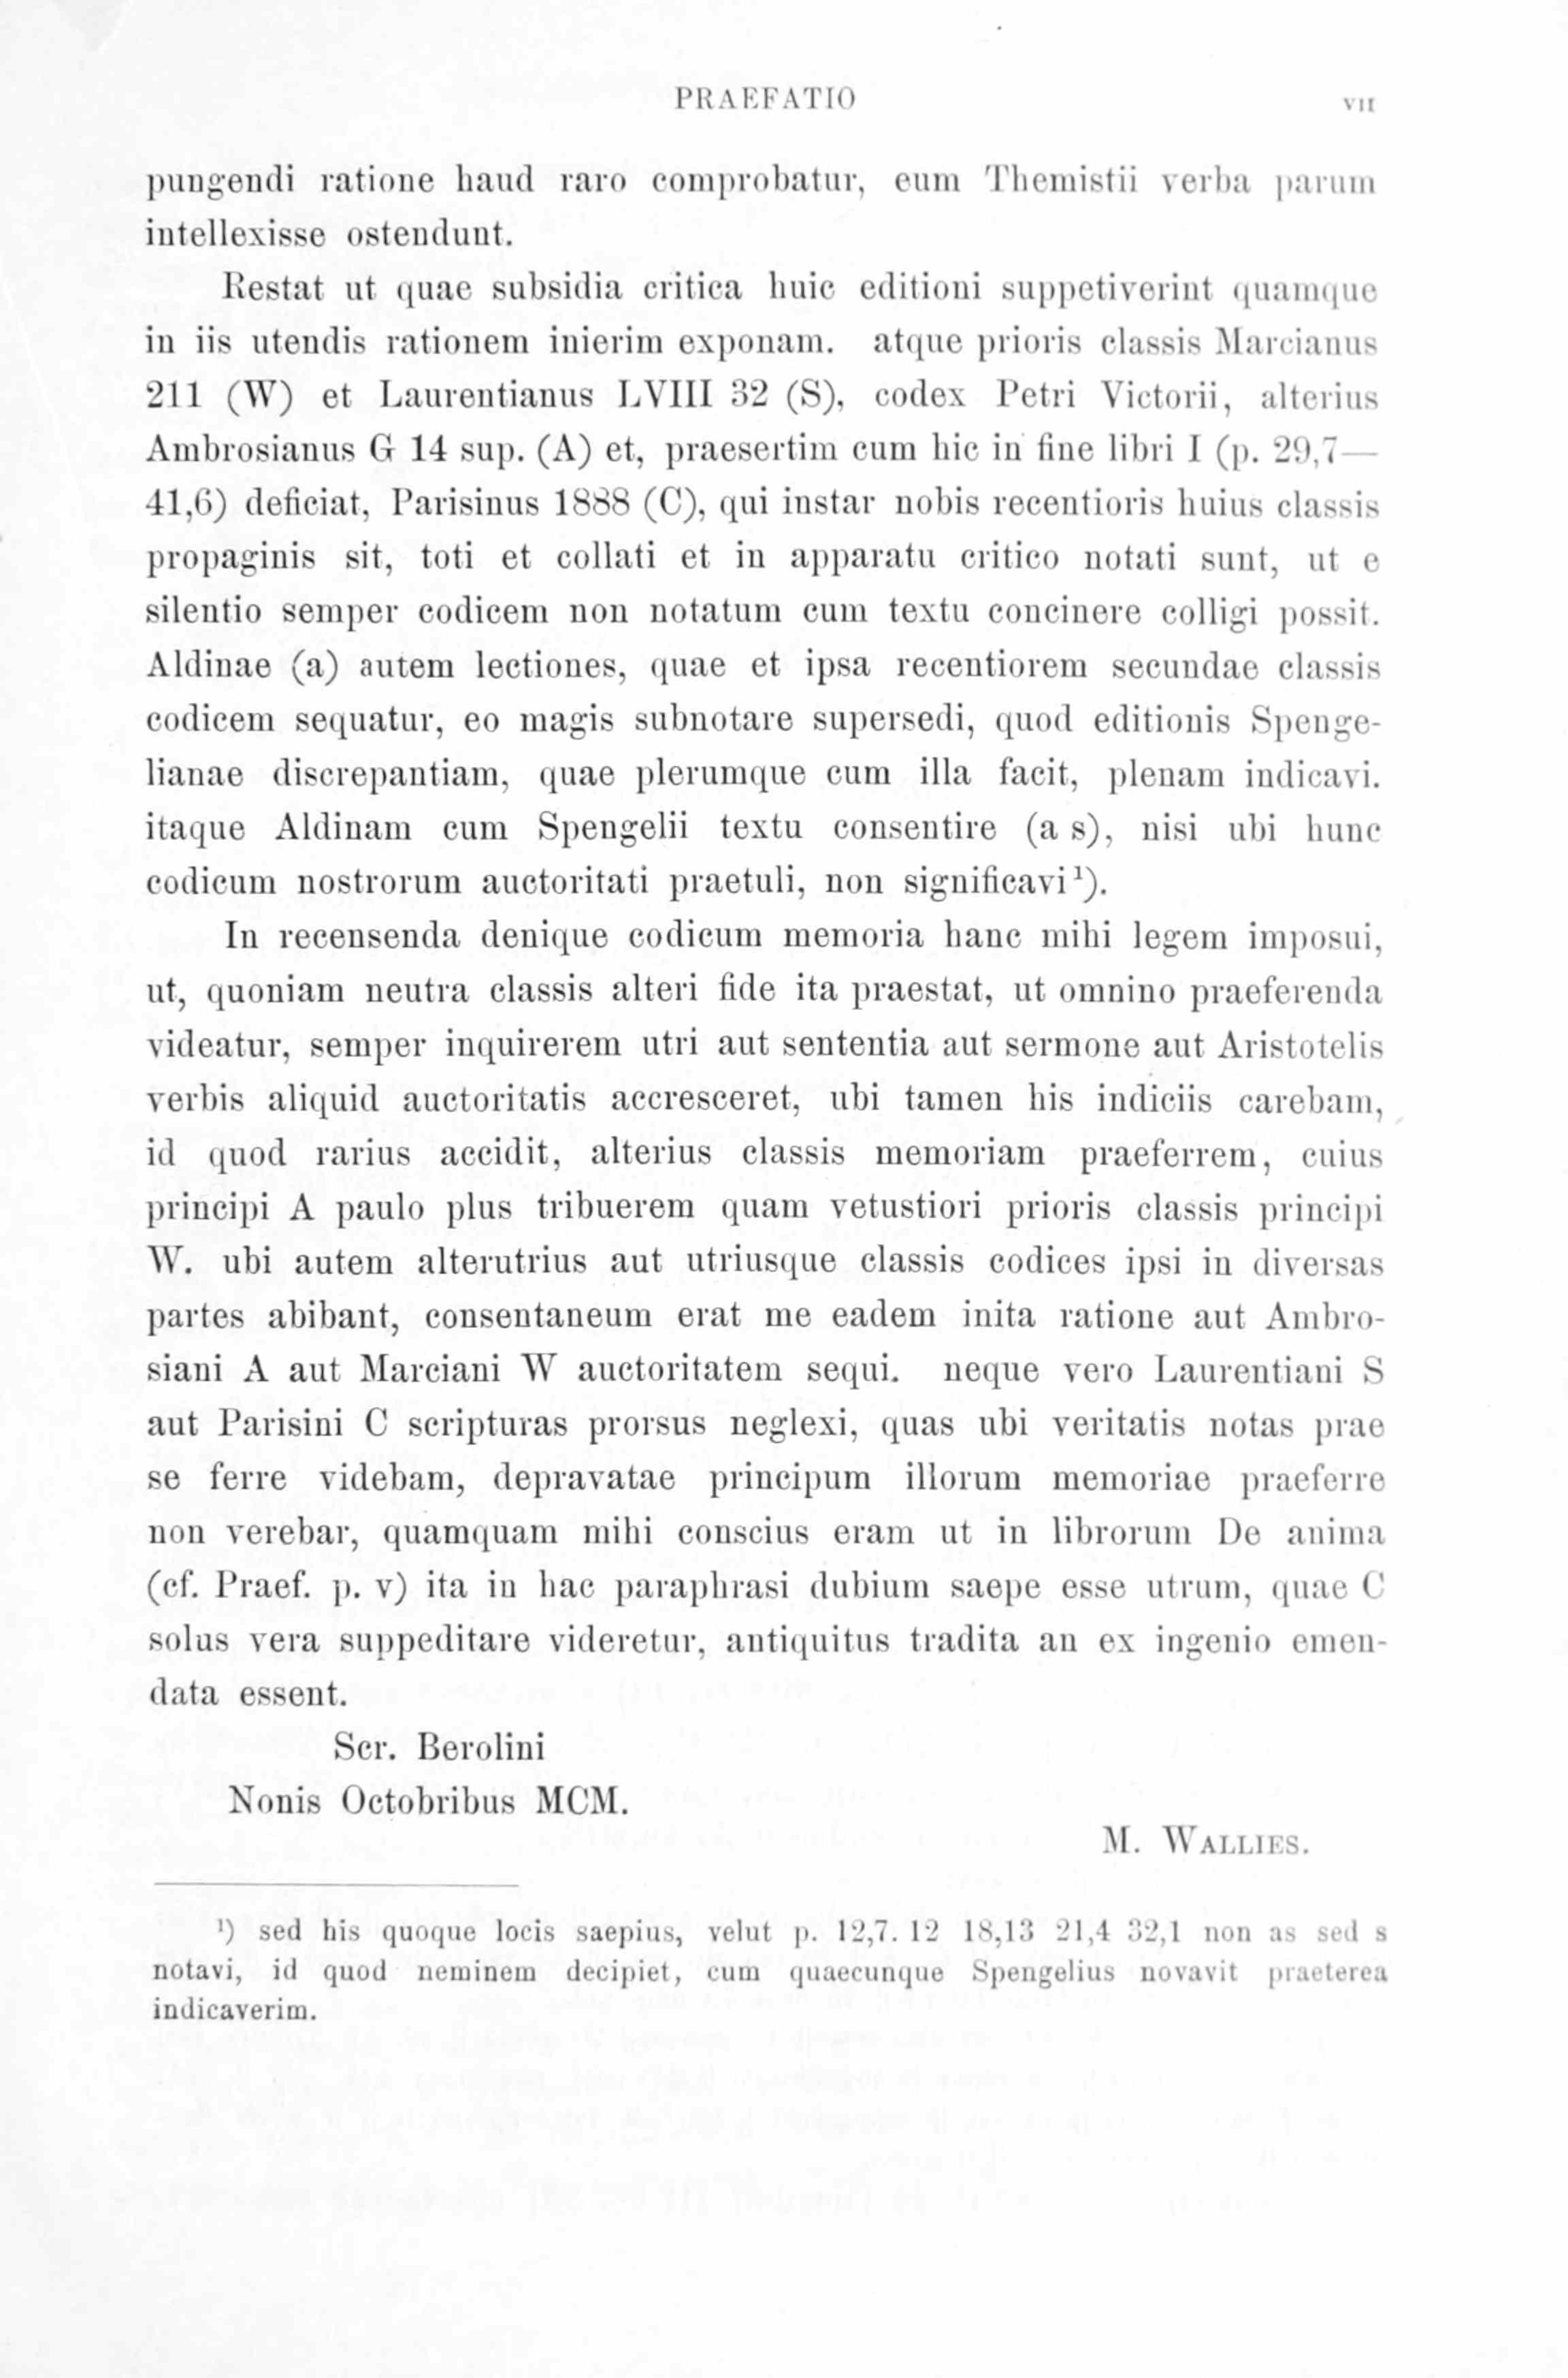 PRAEFATIO VII
pungendi ratione haud raro comprobatur, eum Themistii verba parum
intellexisse ostendunt.
Restat ut quae subsidia critica huic editioni suppetiverint quamque
in iis utendis rationem inierim exponam. atque prioris classis Marcianus
211 (W) et Laurentianus LVIII 32 (S), codex Petri Victorii, alterius
Ambrosianus G 14 sup. (A) et, praesertim cum hic in fine libri I (p. 29,7—
41,6) deficiat, Parisinus 1888 (C), qui instar nobis recentioris huius classis
propaginis sit, toti et collati et in apparatu critico notati sunt, ut e
silentio semper codicem non notatum cum textu concinere colligi possit.
Aldinae (a) autem lectiones, quae et ipsa recentiorem secundae classis
codicem sequatur, eo magis subnotare supersedi, quod editionis Spenge-
lianae discrepantiam, quae plerumque cum illa facit, plenam indicavi.
itaque Aldinam cum Spengelii textu consentire (a s), nisi ubi hunc
codicum nostrorum auctoritati praetuli, non significavi¹).
In recensenda denique codicum memoria hanc mihi legem imposui,
ut, quoniam neutra classis alteri fide ita praestat, ut omnino praeferenda
videatur, semper inquirerem utri aut sententia aut sermone aut Aristotelis
verbis aliquid auctoritatis accresceret, ubi tamen his indiciis carebam,
id quod rarius accidit, alterius classis memoriam praeferrem, cuius
principi A paulo plus tribuerem quam vetustiori prioris classis principi
W. ubi autem alterutrius aut utriusque classis codices ipsi in diversas
partes abibant, consentaneum erat me eadem inita ratione aut Ambro-
siani A aut Marciani W auctoritatem sequi. neque vero Laurentiani S
aut Parisini C scripturas prorsus neglexi, quas ubi veritatis notas prae
se ferre videbam, depravatae principum illorum memoriae praeferre
non verebar, quamquam mihi conscius eram ut in librorum De anima
(cf. Praef. p. v) ita in hac paraphrasi dubium saepe esse utrum, quae C
solus vera suppeditare videretur, antiquitus tradita an ex ingenio emen-
data essent.
Scr. Berolini
Nonis Octobribus MCM.
M. WALLIES.
¹) sed his quoque locis saepius, velut p. 12,7. 12 18,13 21,4 32,1 non as sed s
notavi, id quod neminem decipiet, cum quaecunque Spengelius novavit praeterea
indicaverim.